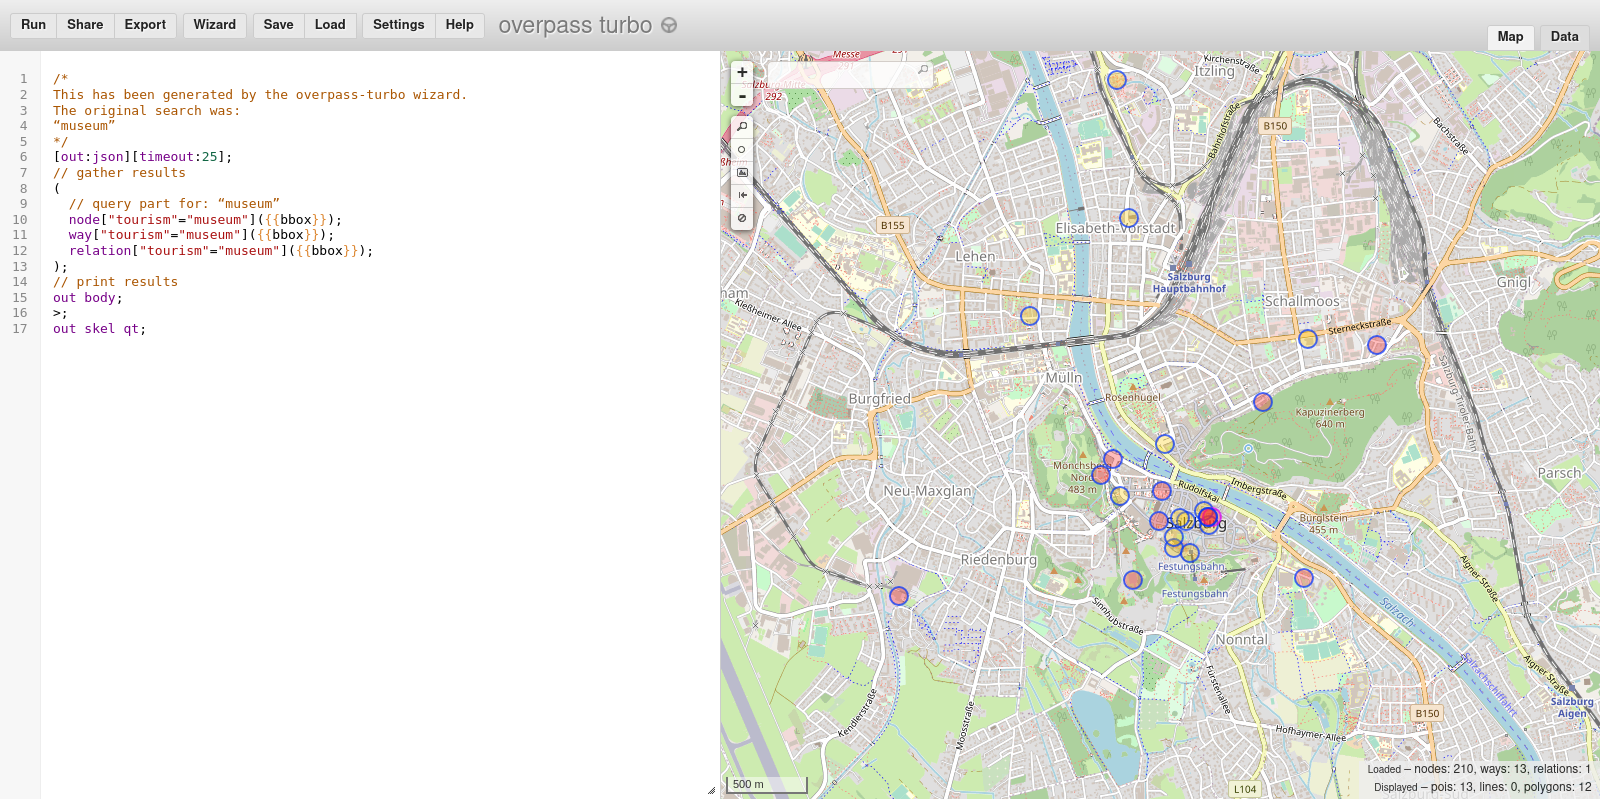 Run Share Export Wizard Save Load Settings Help overpass turbo
Map Data
1 /*
2 This has been generated by the overpass-turbo wizard.
3 The original search was:
4 “museum”
5 */
6 [out:json][timeout:25];
7 // gather results
8 (
9 // query part for: “museum”
10 node["tourism"="museum"]({{bbox}});
11 way["tourism"="museum"]({{bbox}});
12 relation["tourism"="museum"]({{bbox}});
13 );
14 // print results
15 out body;
16 >;
17 out skel qt;
+
-
Messe
292
Itzling
Kirchenstraße
Bahnhofstraße
B150
Bachstraße
B155
Elisabeth-Vorstadt
Lehen
Salzburg
Hauptbahnhof
Gnigl
Schallmoos
Kleßheimer Allee
Sterneckstraße
Salzburg-Tiroler-Bahn
Mülln
Rosenhügel
Burgfried
Kapuzinerberg
640 m
Mönchsberg
Nord
483 m
Parsch
Neu-Maxglan
Rudolfskai
Imbergstraße
Salzburg
Bürglstein
455 m
Riedenburg
Festungsbahn
Festungsbahn
Aigner Straße
Sinnhubstraße
Salzach
Nonntal
Salzachschiffahrt
Aigner Straße
Fürstenallee
Kendlerstraße
Moosstraße
Salzburg
Aigen
B150
Hofhaymer-Allee
L104
500 m
Loaded – nodes: 210, ways: 13, relations: 1
Displayed – pois: 13, lines: 0, polygons: 12